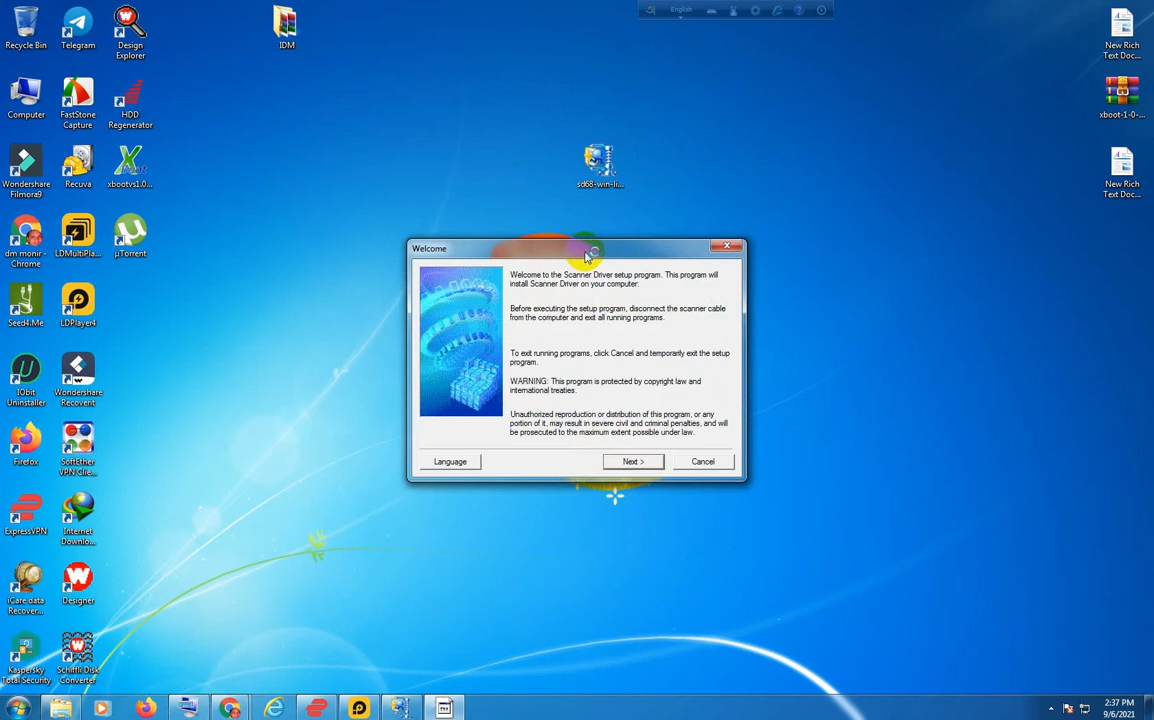 English
Recycle Bin
Telegram
Design
Explorer
IDM
New Rich
Text Doc...
Computer
FastStone
Capture
HDD
Regenerator
xboot-1-0-...
Wondershare
Filmora9
Recuva
xbootvs1.0...
sd68-win-li...
New Rich
Text Doc...
dm monir -
Chrome
LDMultiPla...
µTorrent
Seed4.Me
LDPlayer4
IObit
Uninstaller
Wondershare
Recoverit
Firefox
SoftEther
VPN Clie...
ExpressVPN
Internet
Downlo...
iCare data
Recover...
Designer
Kaspersky
Total Security
Schiffli Disk
Converter
Welcome
Welcome to the Scanner Driver setup program. This program will
install Scanner Driver on your computer.
Before executing the setup program, disconnect the scanner cable
from the computer and exit all running programs.
To exit running programs, click Cancel and temporarily exit the setup
program.
WARNING: This program is protected by copyright law and
international treaties.
Unauthorized reproduction or distribution of this program, or any
portion of it, may result in severe civil and criminal penalties, and will
be prosecuted to the maximum extent possible under law.
Language
Next >
Cancel
2:37 PM
9/6/2021